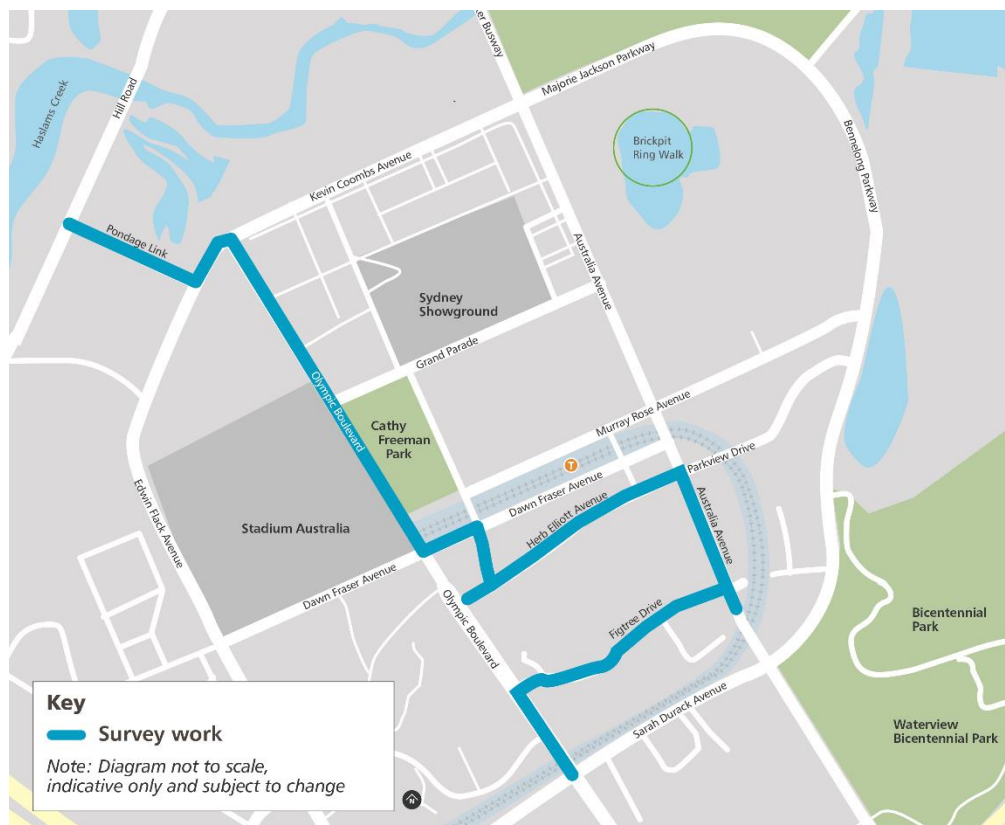 er Busway
Majorie Jackson Parkway
Hill Road
Haslams Creek
Brickpit
Ring Walk
Kevin Coombs Avenue
Bennelong Parkway
Pondage Link
Australia Avenue
Sydney
Showground
Grand Parade
Olympic Boulevard
Cathy
Freeman
Park
Murray Rose Avenue
T
Parkview Drive
Dawn Fraser Avenue
Herb Elliott Avenue
Edwin Flack Avenue
Stadium Australia
Australia Avenue
Dawn Fraser Avenue
Olympic Boulevard
Figtree Drive
Bicentennial
Park
Sarah Durack Avenue
Waterview
Bicentennial Park
Key
Survey work
Note: Diagram not to scale,
indicative only and subject to change
N